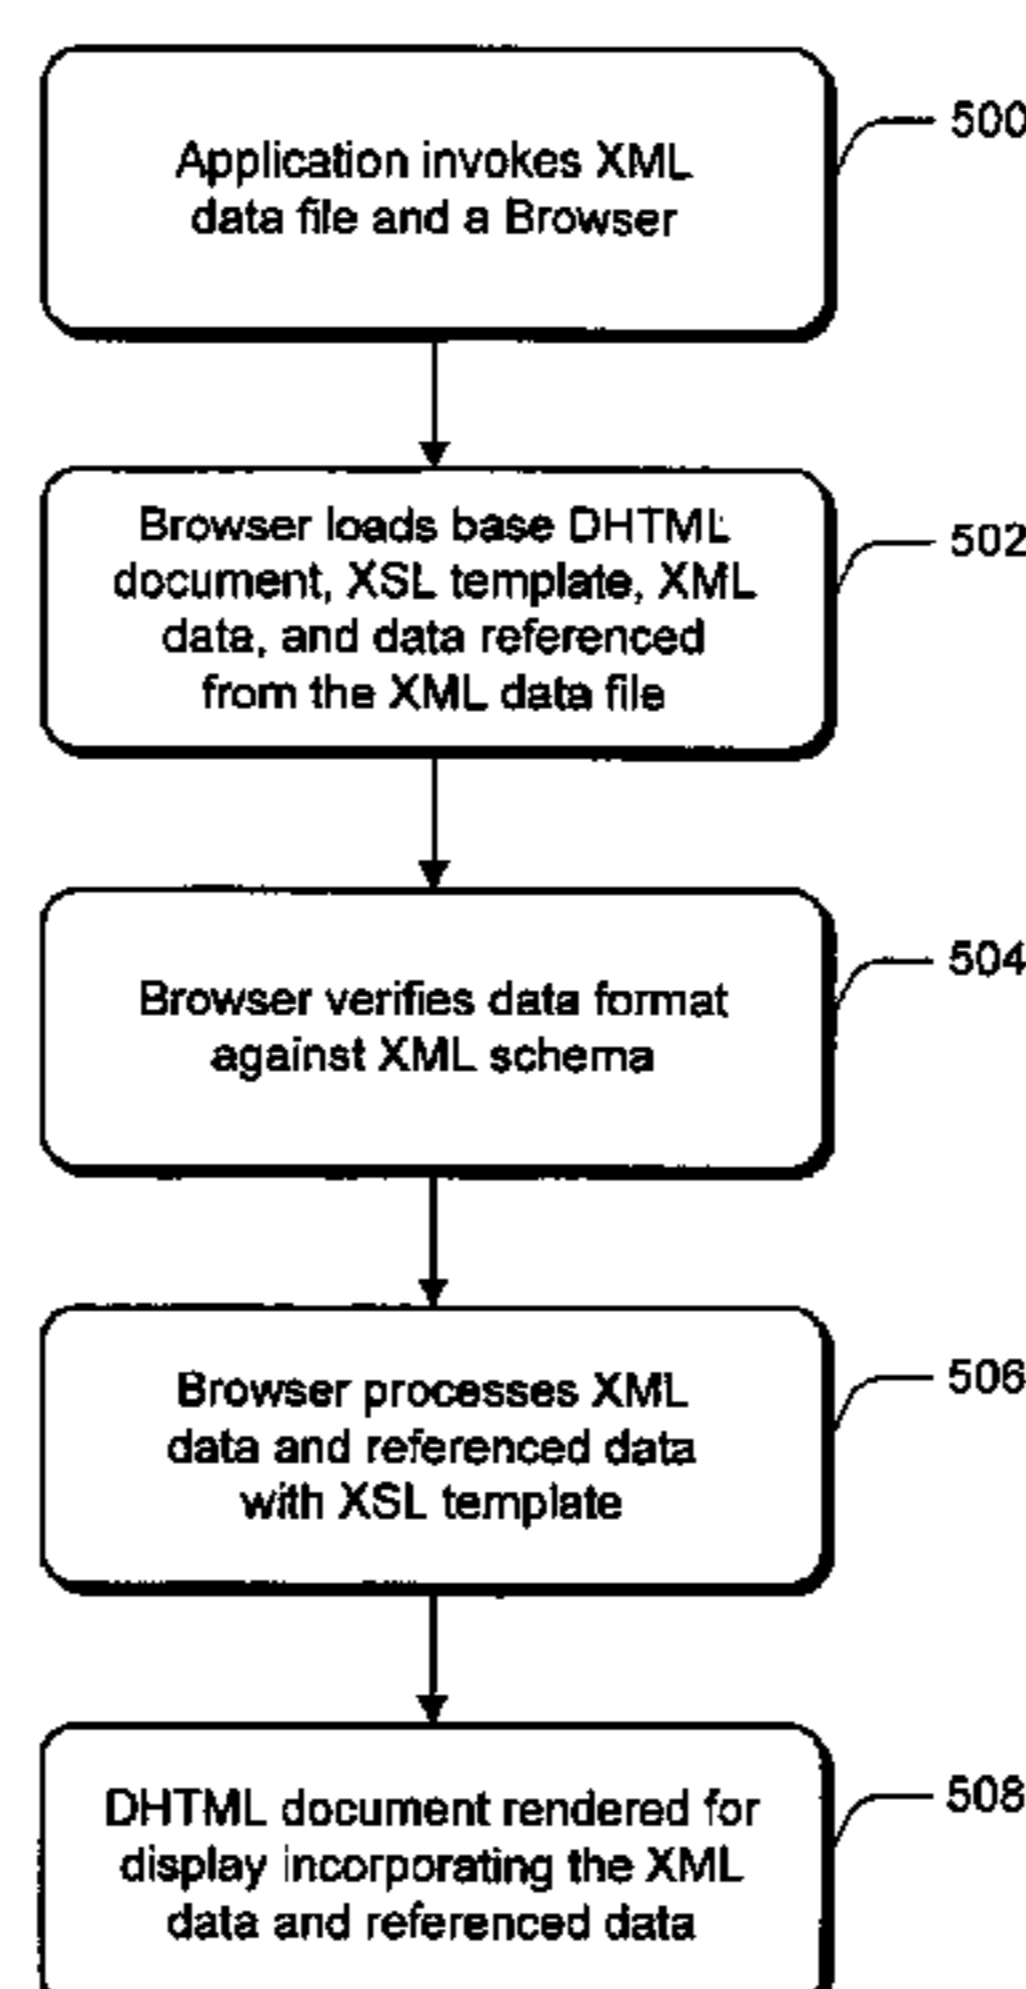 Application invokes XML
data file and a Browser
500
Browser loads base DHTML
document, XSL template, XML
data, and data referenced
from the XML data file
502
Browser verifies data format
against XML schema
504
Browser processes XML
data and referenced data
with XSL template
506
DHTML document rendered for
display incorporating the XML
data and referenced data
508